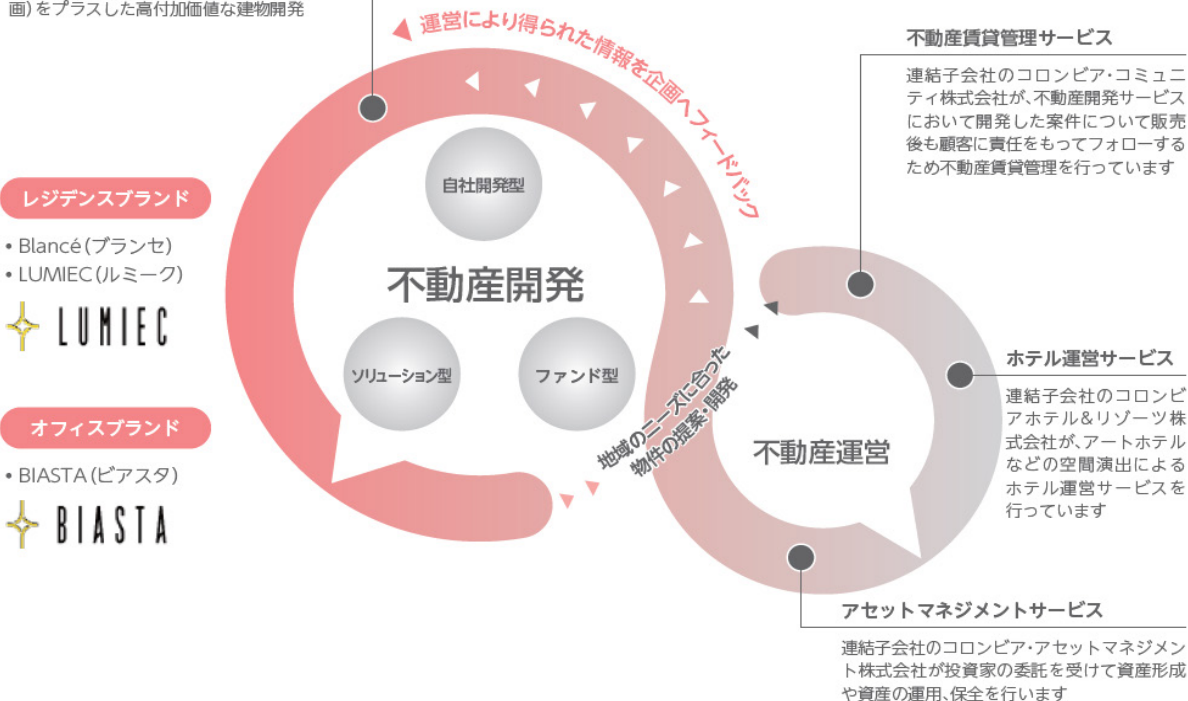 画)をプラスした高付加価値な建物開発
運営により得られた情報を企画へフィードバック
レジデンスブランド
• Blancé(ブランセ)
• LUMIEC(ルミーク)
LUMIEC
オフィスブランド
• BIASTA(ビアスタ)
BIASTA
自社開発型
不動産開発
ソリューション型
ファンド型
地域のニーズに合った
物件の提案・開発
不動産運営
不動産賃貸管理サービス
連結子会社のコロンビア・コミュニ
ティ株式会社が、不動産開発サービス
において開発した案件について販売
後も顧客に責任をもってフォローする
ため不動産賃貸管理を行っています
ホテル運営サービス
連結子会社のコロンビ
アホテル&リゾーツ株
式会社が、アートホテル
などの空間演出による
ホテル運営サービスを
行っています
アセットマネジメントサービス
連結子会社のコロンビア・アセットマネジメン
ト株式会社が投資家の委託を受けて資産形成
や資産の運用、保全を行います